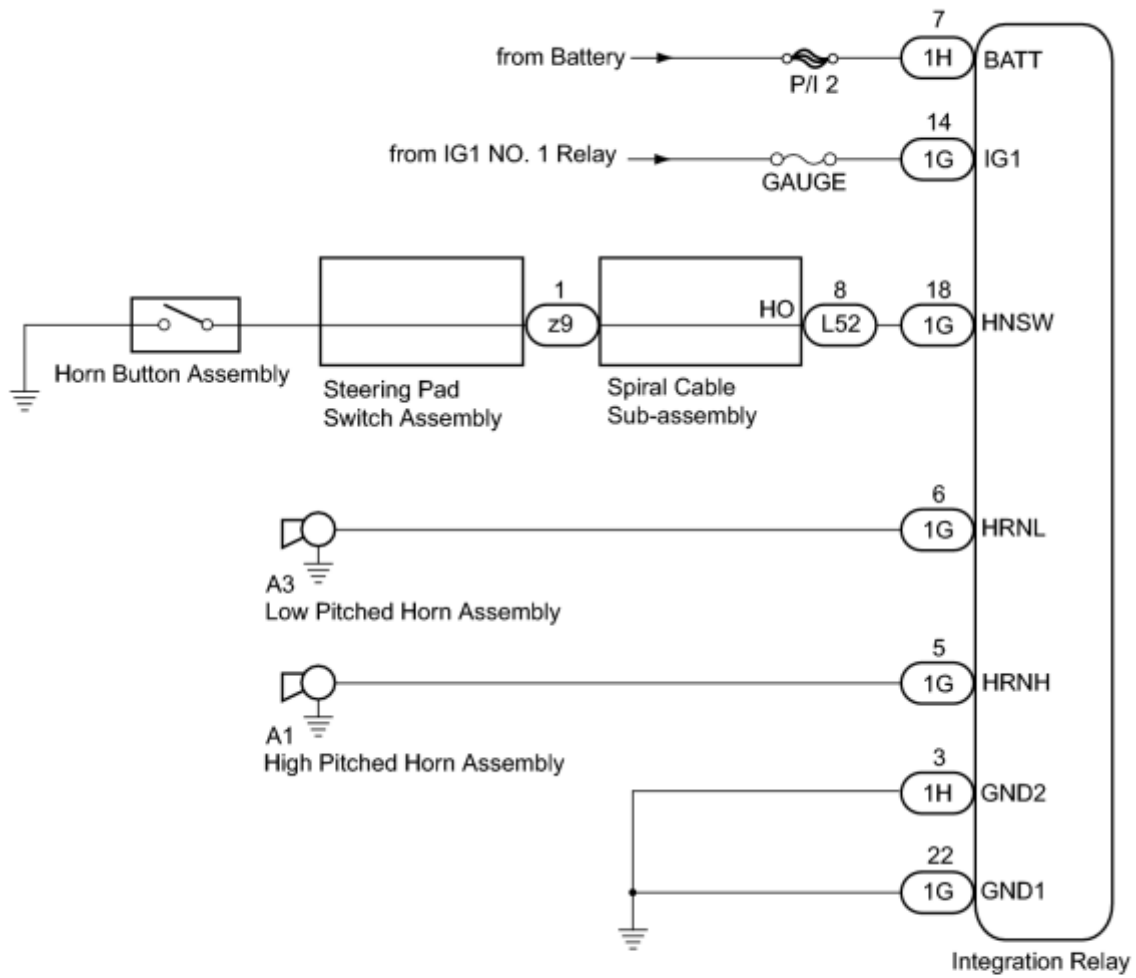 7
from Battery
1H
BATT
P/I 2
14
from IG1 NO. 1 Relay
1G
IG1
GAUGE
1
8
18
HO
z9
L52
1G
HNSW
Horn Button Assembly
Steering Pad
Switch Assembly
Spiral Cable
Sub-assembly
6
1G
HRNL
A3
Low Pitched Horn Assembly
5
1G
HRNH
A1
High Pitched Horn Assembly
3
1H
GND2
22
1G
GND1
Integration Relay